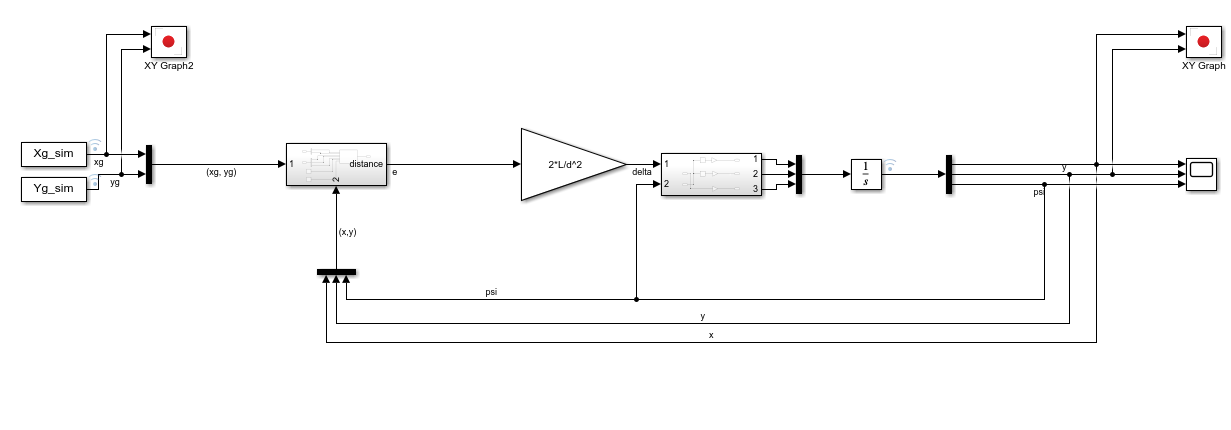 XY Graph2
XY Graph
Xg_sim
xg
Yg_sim
yg
(xg, yg)
1
distance
2
e
2*L/d^2
delta
1
2
1
2
3
1
s
y
psi
(x,y)
psi
y
x